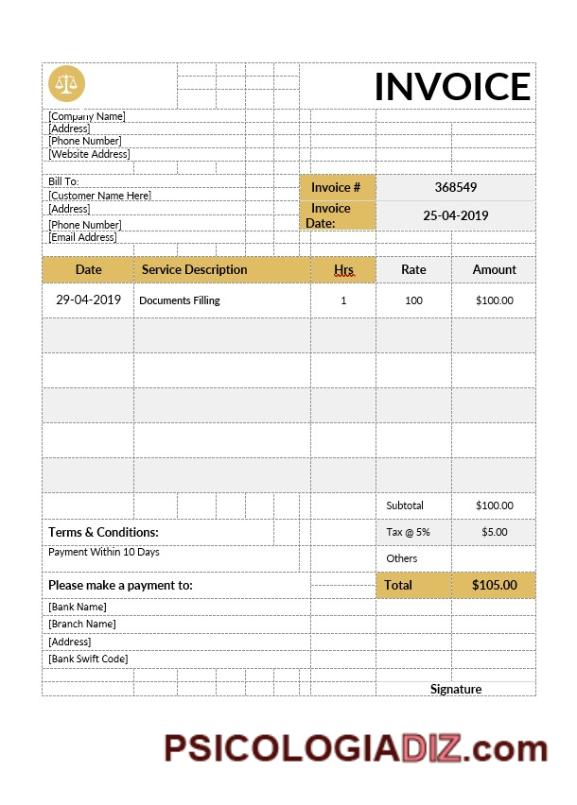 INVOICE
[Company Name]
[Address]
[Phone Number]
[Website Address]
Bill To:
[Customer Name Here]
[Address]
[Phone Number]
[Email Address]
Invoice # 368549
Invoice
Date: 25-04-2019
Date Service Description Hrs Rate Amount
29-04-2019 Documents Filling 1 100 $100.00
Subtotal $100.00
Terms & Conditions: Tax @ 5% $5.00
Payment Within 10 Days
Others
Please make a payment to: Total $105.00
[Bank Name]
[Branch Name]
[Address]
[Bank Swift Code]
Signature
PSICOLOGIADIZ.com